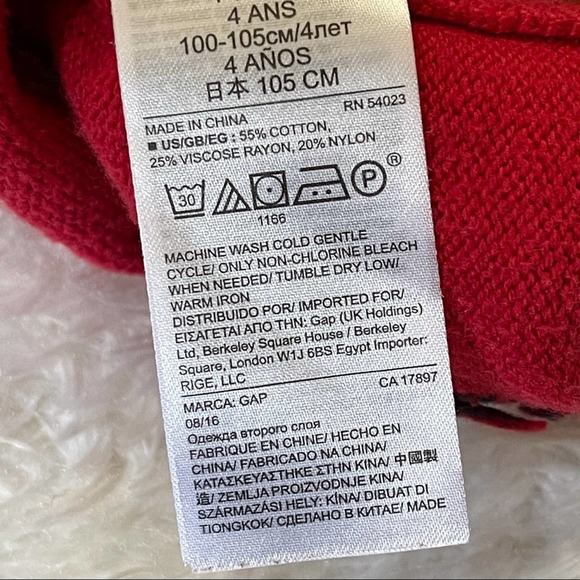 4 ANS
100-105см/4лет
4 AÑOS
日本 105 CM
RN 54023
MADE IN CHINA
■ US/GB/EG : 55% COTTON,
25% VISCOSE RAYON, 20% NYLON
30 P ®
1166
MACHINE WASH COLD GENTLE
CYCLE/ ONLY NON-CHLORINE BLEACH
WHEN NEEDED/ TUMBLE DRY LOW/
WARM IRON
DISTRIBUIDO POR/ IMPORTED FOR/
ΕΙΣΑΓΕΤΑΙ ΑΠΟ ΤΗΝ: Gap (UK Holdings)
Ltd, Berkeley Square House / Berkeley
Square, London W1J 6BS Egypt Importer:
RIGE, LLC
CA 17897
MARCA: GAP
08/16
Одежда второго слоя
FABRIQUE EN CHINE/ HECHO EN
CHINA/ FABRICADO NA CHINA/
ΚΑΤΑΣΚΕΥΑΣΤΗΚΕ ΣΤΗΝ ΚΙΝΑ/ 中國製
造/ ZEMLJA PROIZVODNJE KINA/
SZÁRMAZÁSI HELY: KÍNA/ DIBUAT DI
TIONGKOK/ СДЕЛАНО В КИТАЕ/ MADE